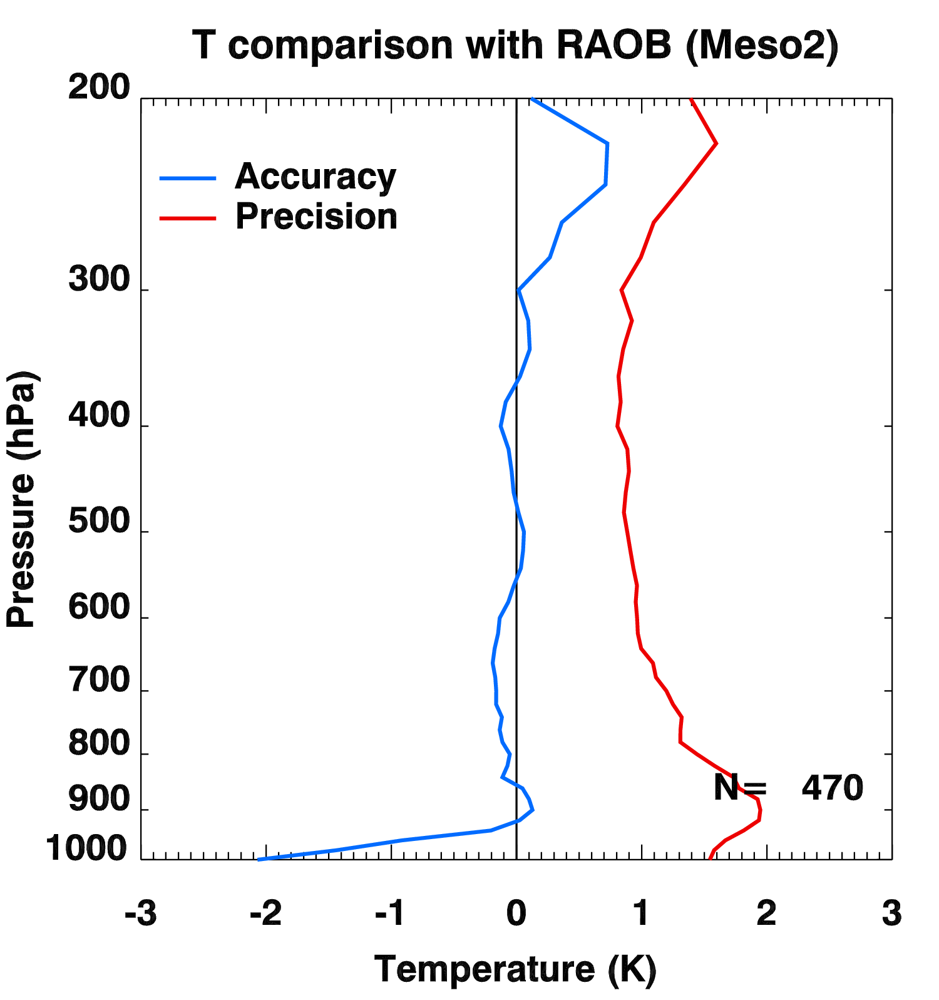 T comparison with RAOB (Meso2)
200
Accuracy
Precision
300
400
500
600
700
800
N= 470
900
1000
Pressure (hPa)
-3 -2 -1 0 1 2 3
Temperature (K)